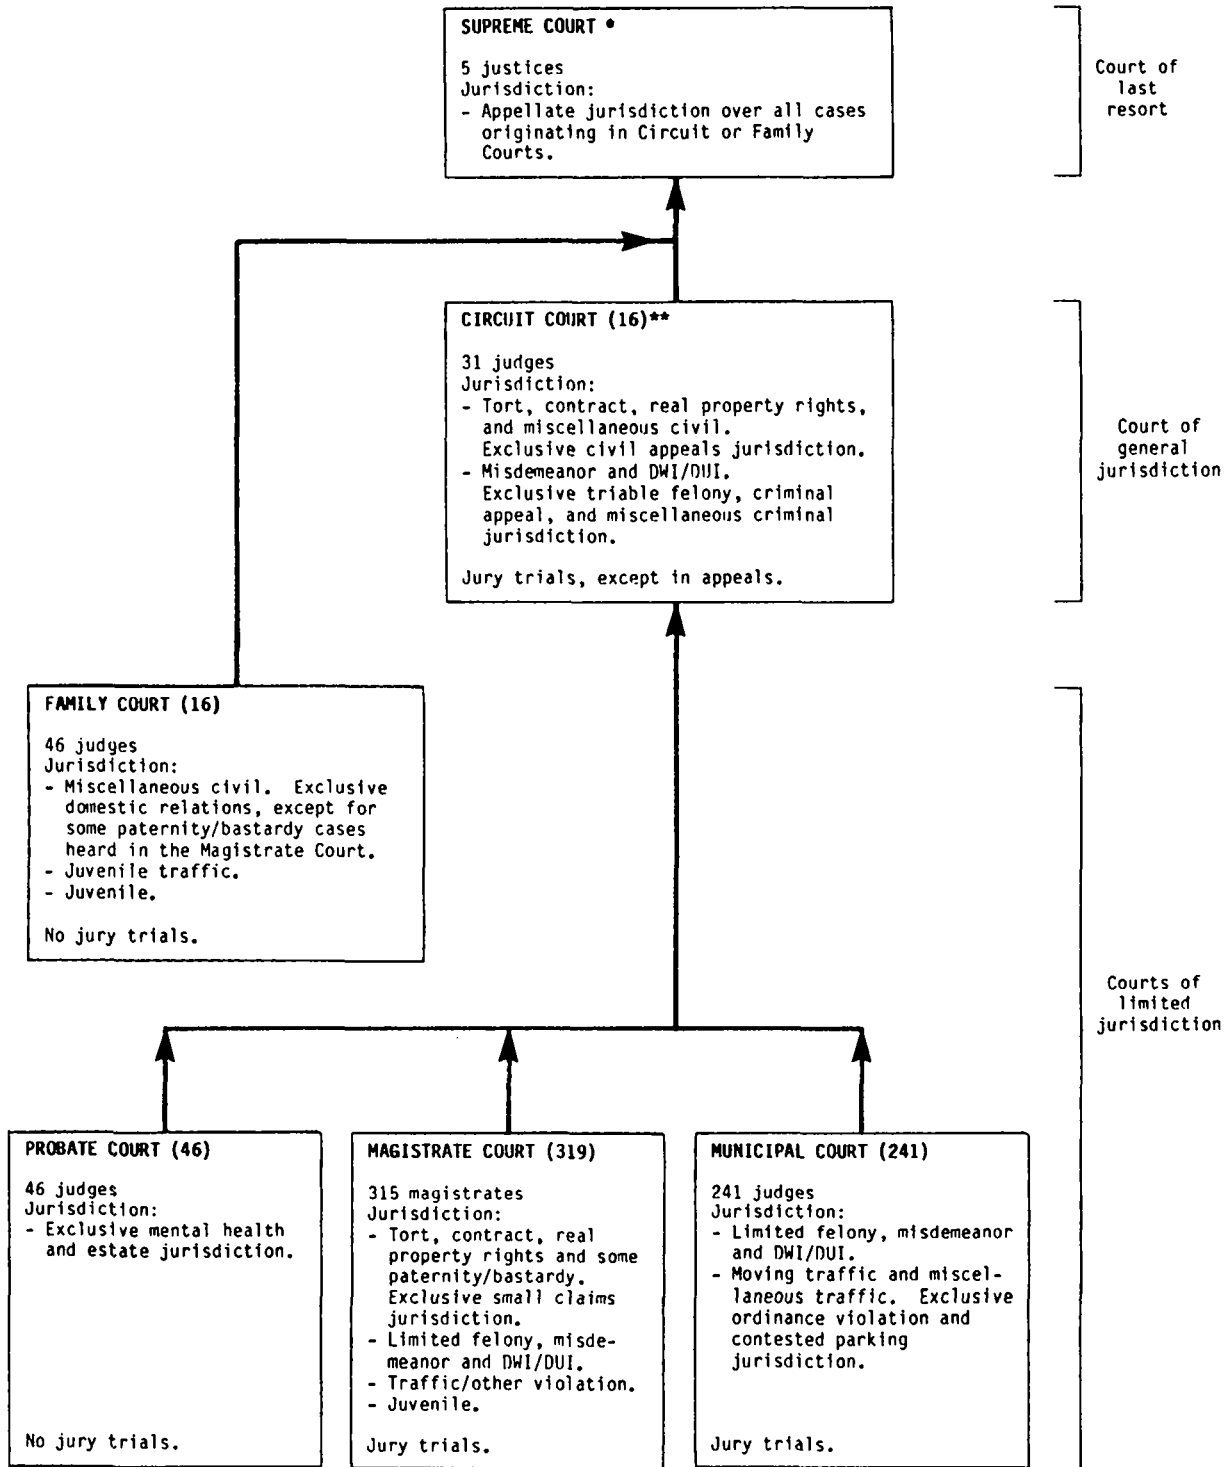 SUPREME COURT *
5 justices
Jurisdiction:
- Appellate jurisdiction over all cases
originating in Circuit or Family
Courts.
Court of
last
resort
CIRCUIT COURT (16)**
31 judges
Jurisdiction:
- Tort, contract, real property rights,
and miscellaneous civil.
Exclusive civil appeals jurisdiction.
- Misdemeanor and DWI/DUI.
Exclusive triable felony, criminal
appeal, and miscellaneous criminal
jurisdiction.
Jury trials, except in appeals.
Court of
general
jurisdiction
FAMILY COURT (16)
46 judges
Jurisdiction:
- Miscellaneous civil. Exclusive
domestic relations, except for
some paternity/bastardy cases
heard in the Magistrate Court.
- Juvenile traffic.
- Juvenile.
No jury trials.
Courts of
limited
jurisdiction
PROBATE COURT (46)
46 judges
Jurisdiction:
- Exclusive mental health
and estate jurisdiction.
No jury trials.
MAGISTRATE COURT (319)
315 magistrates
Jurisdiction:
- Tort, contract, real
property rights and some
paternity/bastardy.
Exclusive small claims
jurisdiction.
- Limited felony, misde-
meanor and DWI/DUI.
- Traffic/other violation.
- Juvenile.
Jury trials.
MUNICIPAL COURT (241)
241 judges
Jurisdiction:
- Limited felony, misdemeanor
and DWI/DUI.
- Moving traffic and miscel-
laneous traffic. Exclusive
ordinance violation and
contested parking
jurisdiction.
Jury trials.